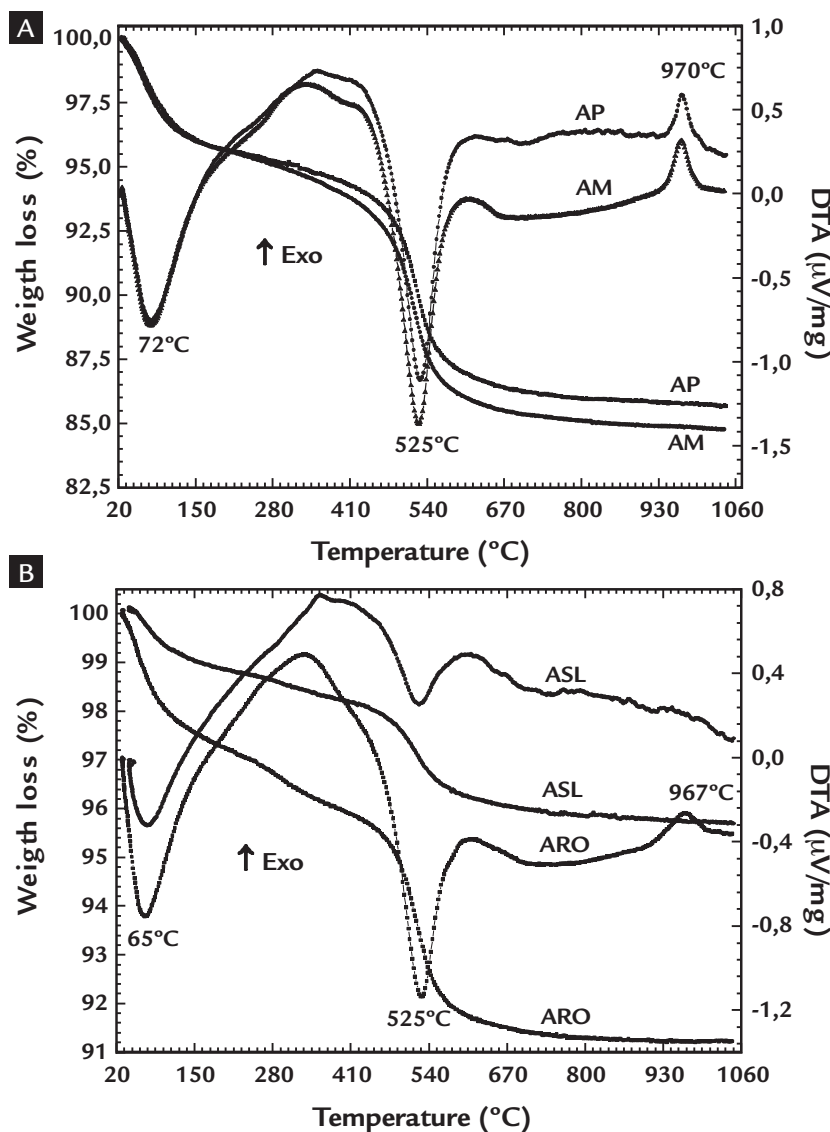 A
100,0
97,5
95,0
92,5
90,0
87,5
85,0
82,5
Weigth loss (%)
1,0
0,5
0,0
-0,5
-1,0
-1,5
DTA (µV/mg)
970ºC
AP
AM
↑ Exo
72ºC
525ºC
AP
AM
20 150 280 410 540 670 800 930 1060
Temperature (ºC)
B
100
99
98
97
96
95
94
93
92
91
Weigth loss (%)
0,8
0,4
0,0
-0,4
-0,8
-1,2
DTA (µV/mg)
ASL
ASL
967ºC
ARO
↑ Exo
65ºC
525ºC
ARO
20 150 280 410 540 670 800 930 1060
Temperature (ºC)